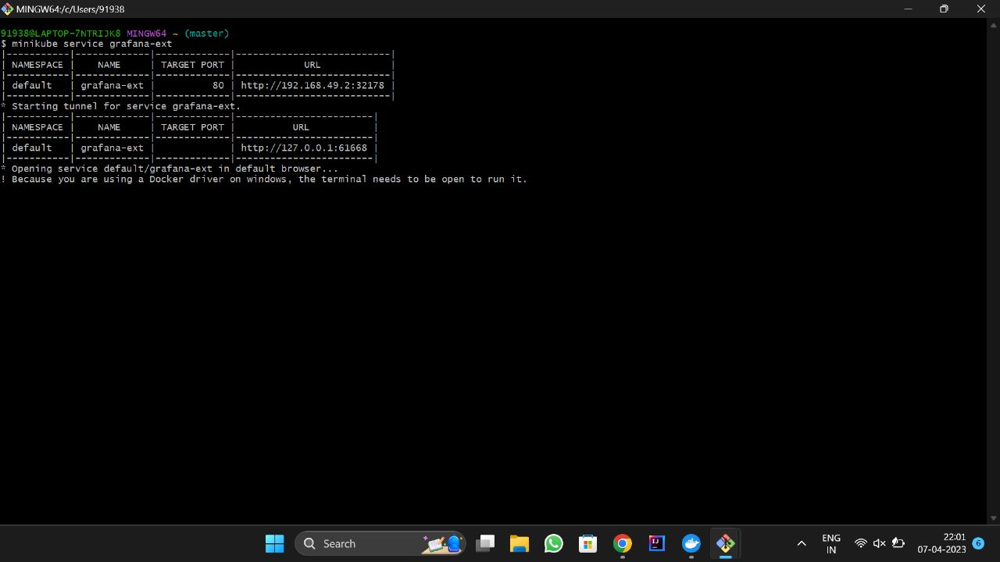 MINGW64:/c/Users/91938
91938@LAPTOP-7NTRIJK8 MINGW64 ~ (master)
$ minikube service grafana-ext
|-----------|-------------|-------------|---------------------------|
| NAMESPACE | NAME | TARGET PORT | URL |
|-----------|-------------|-------------|---------------------------|
| default | grafana-ext | 80 | http://192.168.49.2:32178 |
|-----------|-------------|-------------|---------------------------|
* Starting tunnel for service grafana-ext.
|-----------|-------------|-------------|------------------------|
| NAMESPACE | NAME | TARGET PORT | URL |
|-----------|-------------|-------------|------------------------|
| default | grafana-ext | | http://127.0.0.1:61668 |
|-----------|-------------|-------------|------------------------|
* Opening service default/grafana-ext in default browser...
! Because you are using a Docker driver on windows, the terminal needs to be open to run it.
Search
ENG
IN
22:01
07-04-2023
6